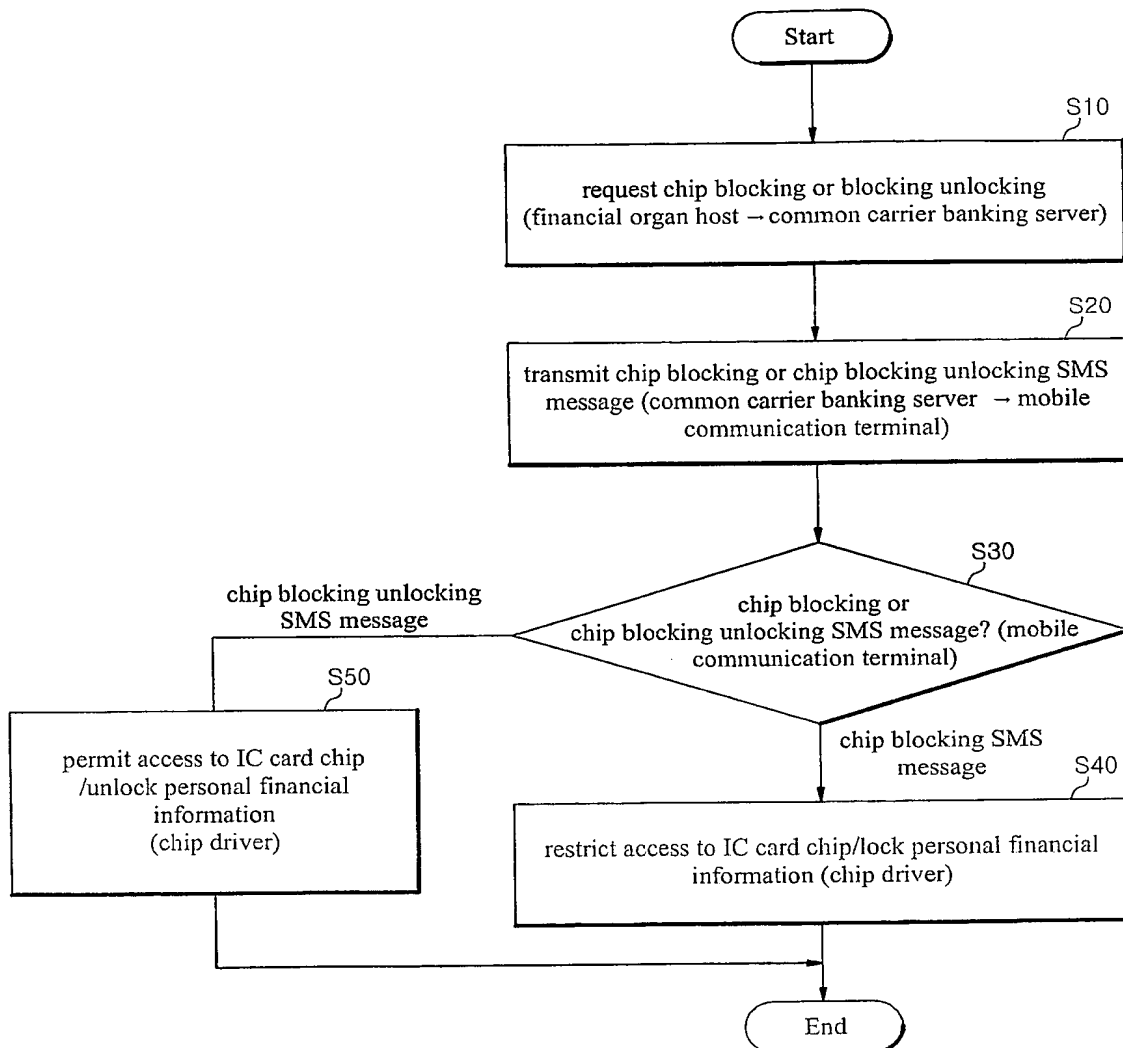 Start
S10
request chip blocking or blocking unlocking
(financial organ host → common carrier banking server)
S20
transmit chip blocking or chip blocking unlocking SMS
message (common carrier banking server → mobile
communication terminal)
S30
chip blocking or
chip blocking unlocking SMS message? (mobile
communication terminal)
chip blocking unlocking
SMS message
S50
permit access to IC card chip
/unlock personal financial
information
(chip driver)
chip blocking SMS
message
S40
restrict access to IC card chip/lock personal financial
information (chip driver)
End